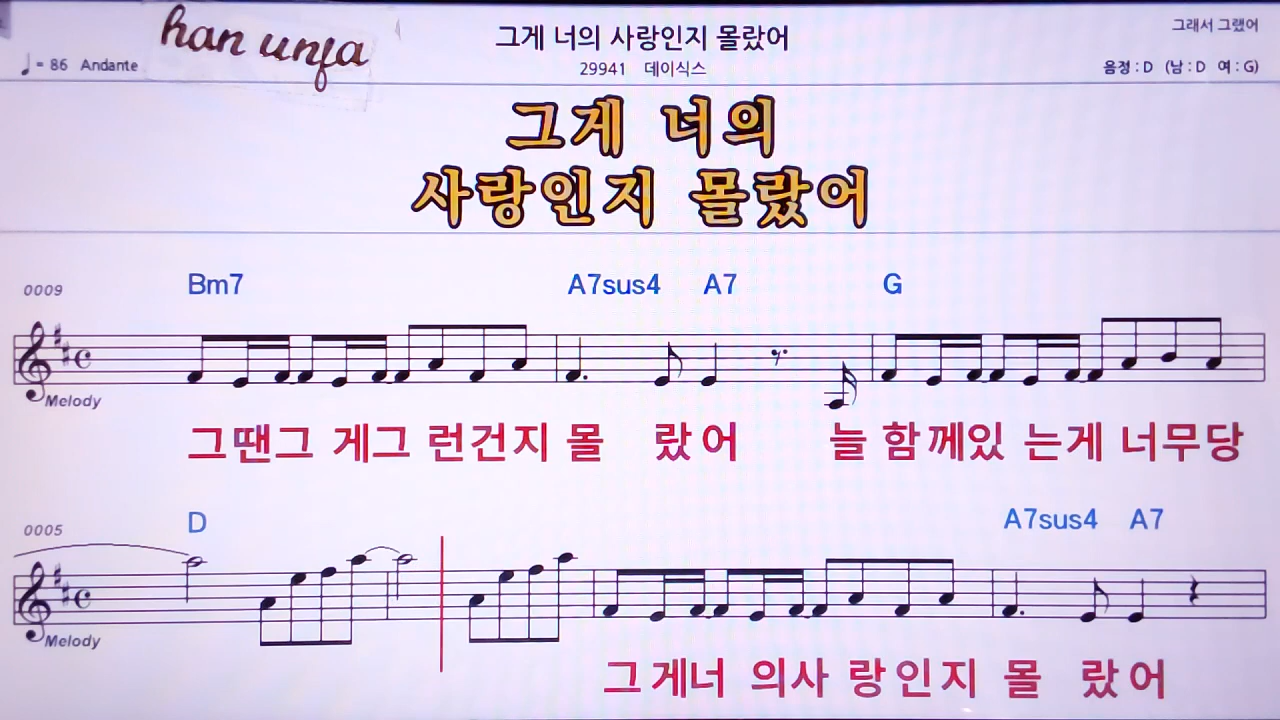 han unfa
그게 너의 사랑인지 몰랐어
그래서 그랬어
♩= 86 Andante
29941 데이식스
음정 : D (남 : D 여 : G)
그게 너의
사랑인지 몰랐어
0009 Bm7 A7sus4 A7 G
Melody
그땐그 게그 런건지 몰 랐어 늘 함께있 는게 너무당
0005 D A7sus4 A7
Melody
그게너 의사 랑인지 몰 랐어